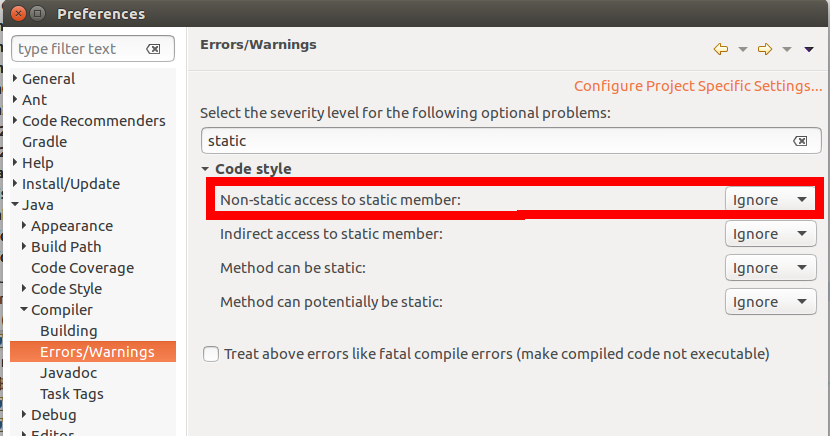 Preferences
type filter text
General
Ant
Code Recommenders
Gradle
Help
Install/Update
Java
Appearance
Build Path
Code Coverage
Code Style
Compiler
Building
Errors/Warnings
Javadoc
Task Tags
Debug
Editor
Errors/Warnings
Configure Project Specific Settings...
Select the severity level for the following optional problems:
static
Code style
Non-static access to static member: Ignore
Indirect access to static member: Ignore
Method can be static: Ignore
Method can potentially be static: Ignore
Treat above errors like fatal compile errors (make compiled code not executable)